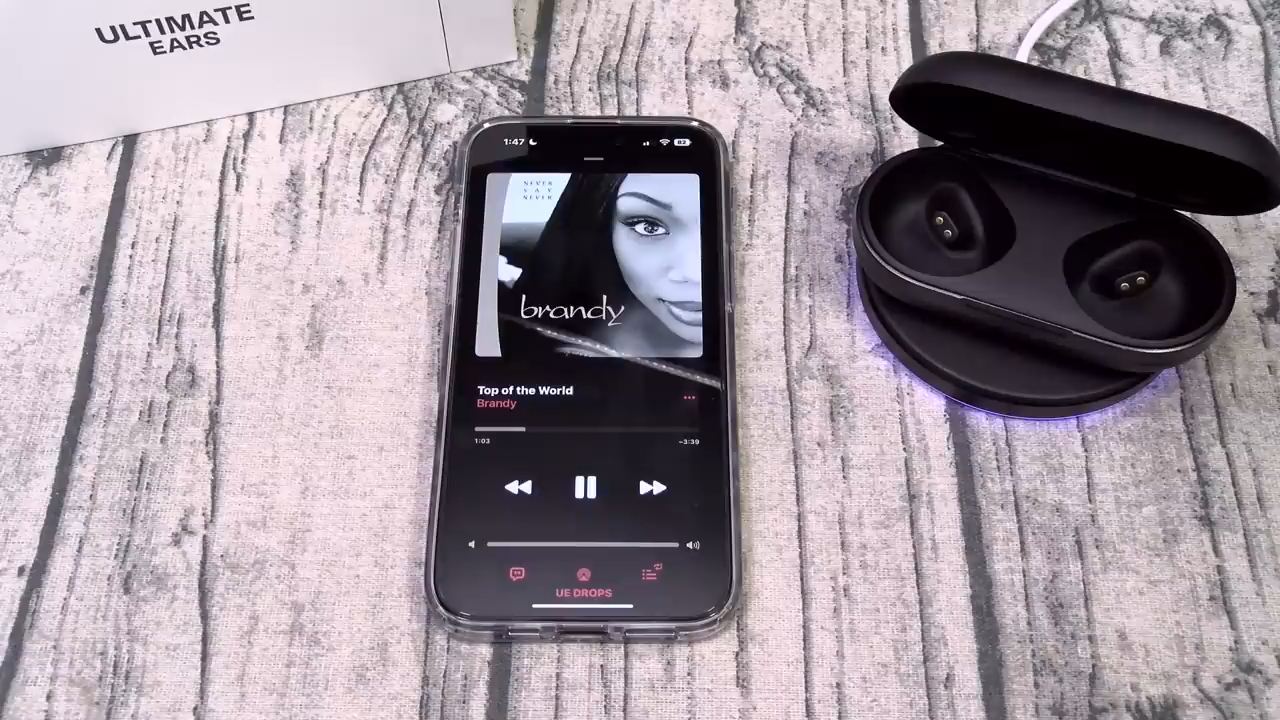 ULTIMATE
EARS
1:47
82
NEVER
SAY
NEVER
brandy
Top of the World
Brandy
1:03
-3:39
UE DROPS